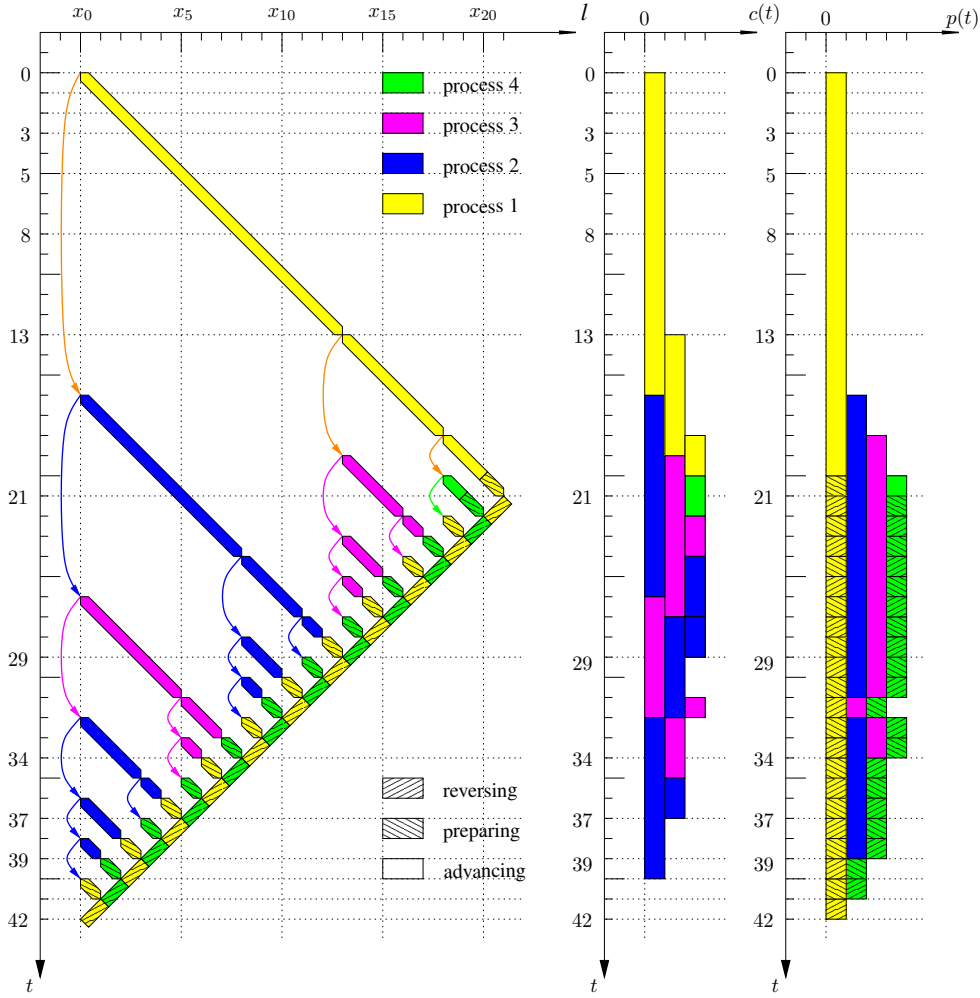 x₀ x₅ x₁₀ x₁₅ x₂₀ l
0 c(t)
0 p(t)
0
3
5
8
13
21
29
34
37
39
42
t
process 4
process 3
process 2
process 1
reversing
preparing
advancing
0
3
5
8
13
21
29
34
37
39
42
t
0
3
5
8
13
21
29
34
37
39
42
t